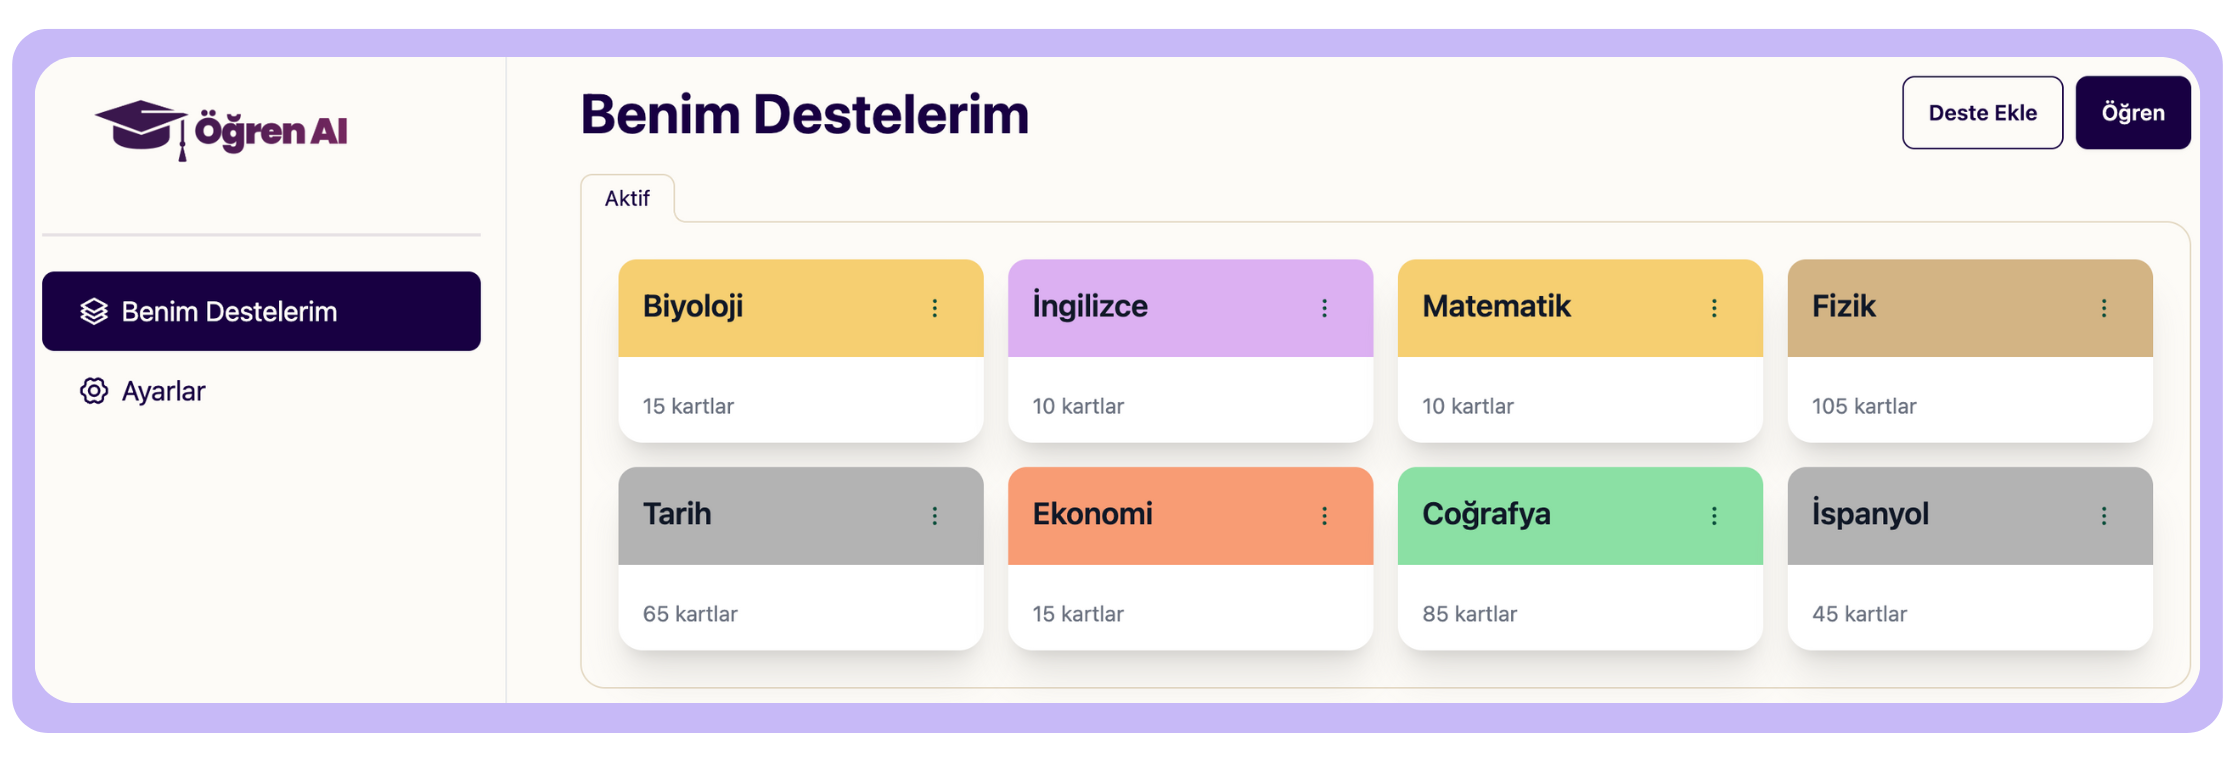 Öğren AI
Benim Destelerim
Ayarlar
Benim Destelerim
Deste Ekle
Öğren
Aktif
Biyoloji
15 kartlar
İngilizce
10 kartlar
Matematik
10 kartlar
Fizik
105 kartlar
Tarih
65 kartlar
Ekonomi
15 kartlar
Coğrafya
85 kartlar
İspanyol
45 kartlar